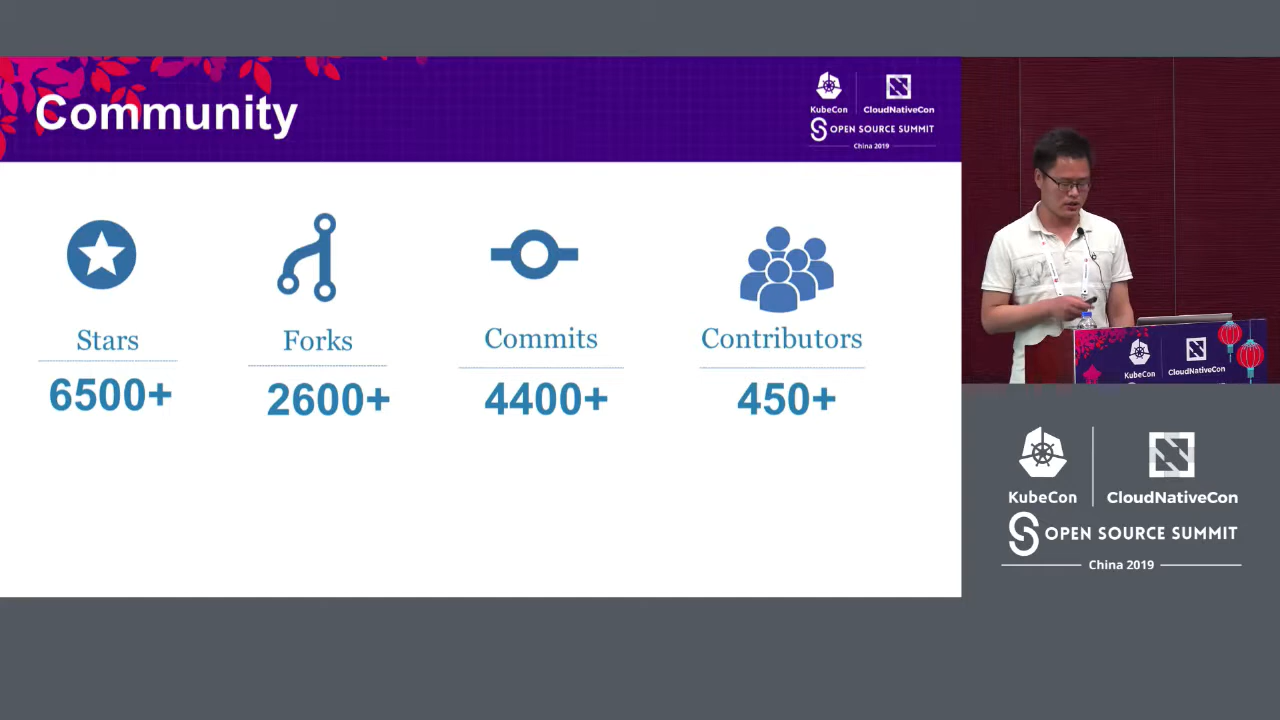 Community
KubeCon
CloudNativeCon
OPEN SOURCE SUMMIT
China 2019
Stars
Forks
Commits
Contributors
6500+
2600+
4400+
450+
KubeCon
CloudNativeCon
KubeCon
CloudNativeCon
OPEN SOURCE SUMMIT
China 2019